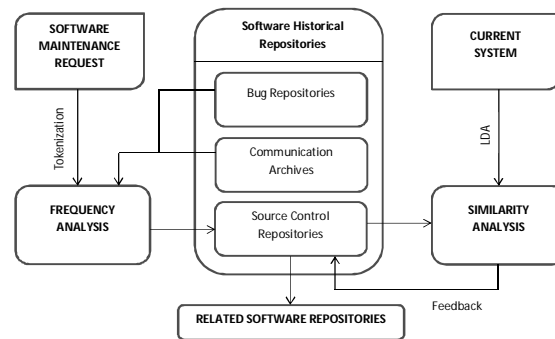 SOFTWARE
MAINTENANCE
REQUEST
Software Historical
Repositories
CURRENT
SYSTEM
Bug Repositories
Tokenization
LDA
Communication
Archives
FREQUENCY
ANALYSIS
Source Control
Repositories
SIMILARITY
ANALYSIS
Feedback
RELATED SOFTWARE REPOSITORIES